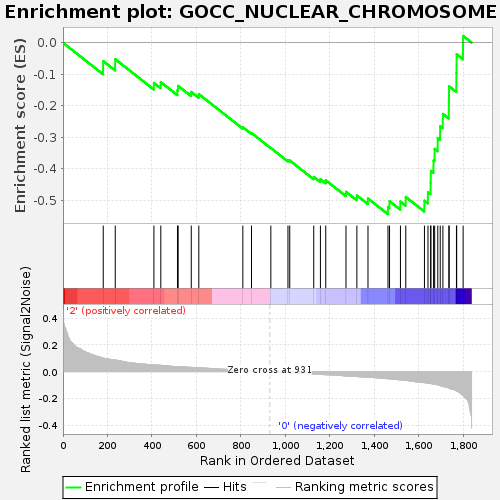 Enrichment plot: GOCC_NUCLEAR_CHROMOSOME
Enrichment score (ES)
0.0
-0.1
-0.2
-0.3
-0.4
-0.5
'2' (positively correlated)
Ranked list metric (Signal2Noise)
0.4
0.2
0.0
-0.2
-0.4
Zero cross at 931
'0' (negatively correlated)
0 200 400 600 800 1,000 1,200 1,400 1,600 1,800
Rank in Ordered Dataset
Enrichment profile Hits Ranking metric scores